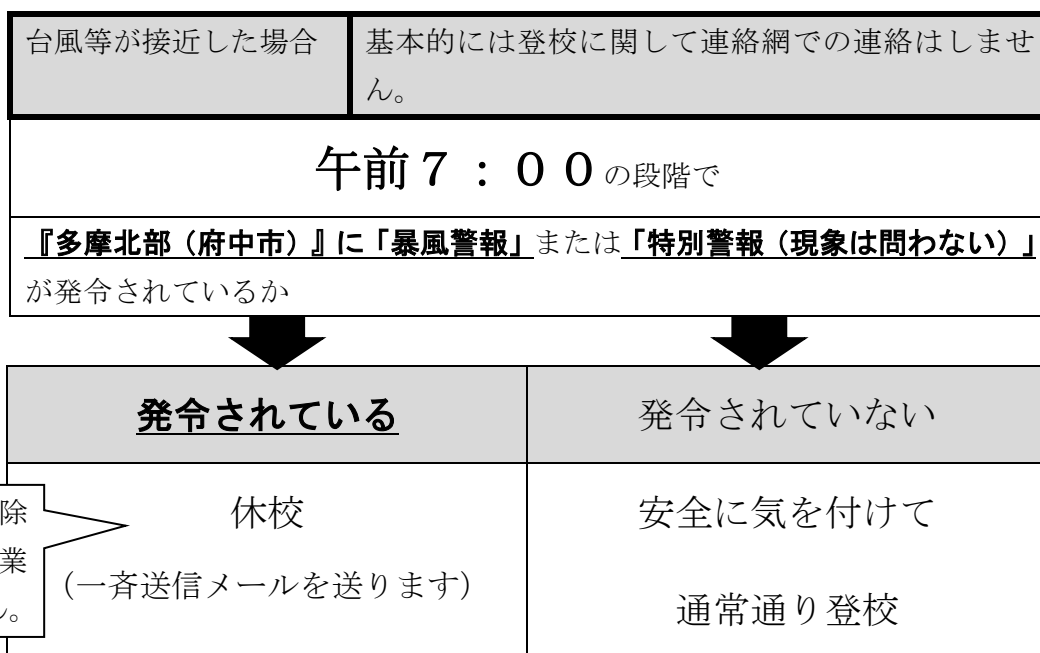 台風等が接近した場合
基本的には登校に関して連絡網での連絡はしませ
ん。
午前７：００の段階で
『多摩北部（府中市）』に「暴風警報」または「特別警報（現象は問わない）」
が発令されているか
発令されている
発令されていない
除
業
。
休校
（一斉送信メールを送ります）
安全に気を付けて
通常通り登校